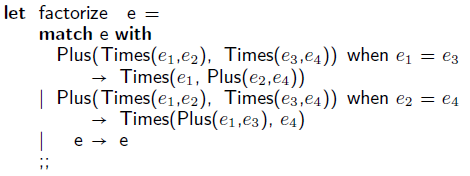 let factorize e =
match e with
Plus(Times(e₁,e₂), Times(e₃,e₄)) when e₁ = e₃
→ Times(e₁, Plus(e₂,e₄))
| Plus(Times(e₁,e₂), Times(e₃,e₄)) when e₂ = e₄
→ Times(Plus(e₁,e₃), e₄)
| e → e
;;